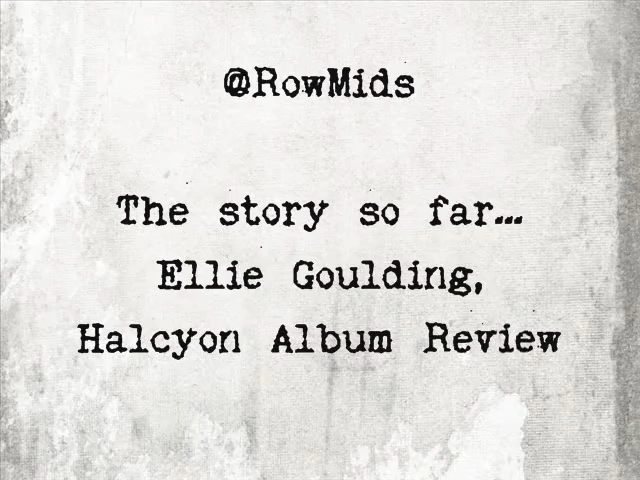 @RowMids
The story so far...
Ellie Goulding,
Halcyon Album Review